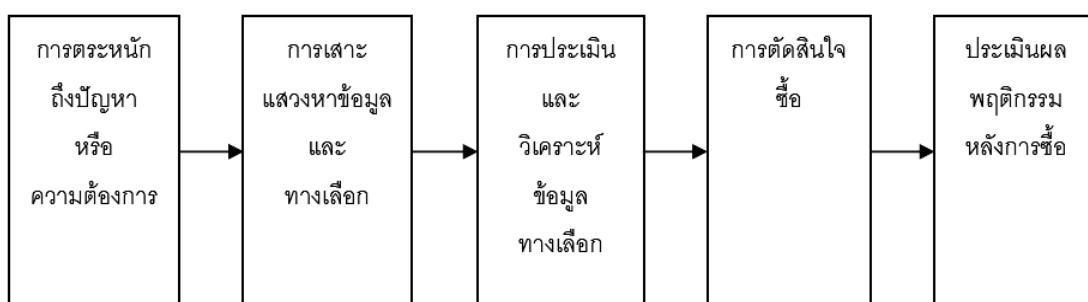 การตระหนัก
ถึงปัญหา
หรือ
ความต้องการ
การเสาะ
แสวงหาข้อมูล
และ
ทางเลือก
การประเมิน
และ
วิเคราะห์
ข้อมูล
ทางเลือก
การตัดสินใจ
ซื้อ
ประเมินผล
พฤติกรรม
หลังการซื้อ